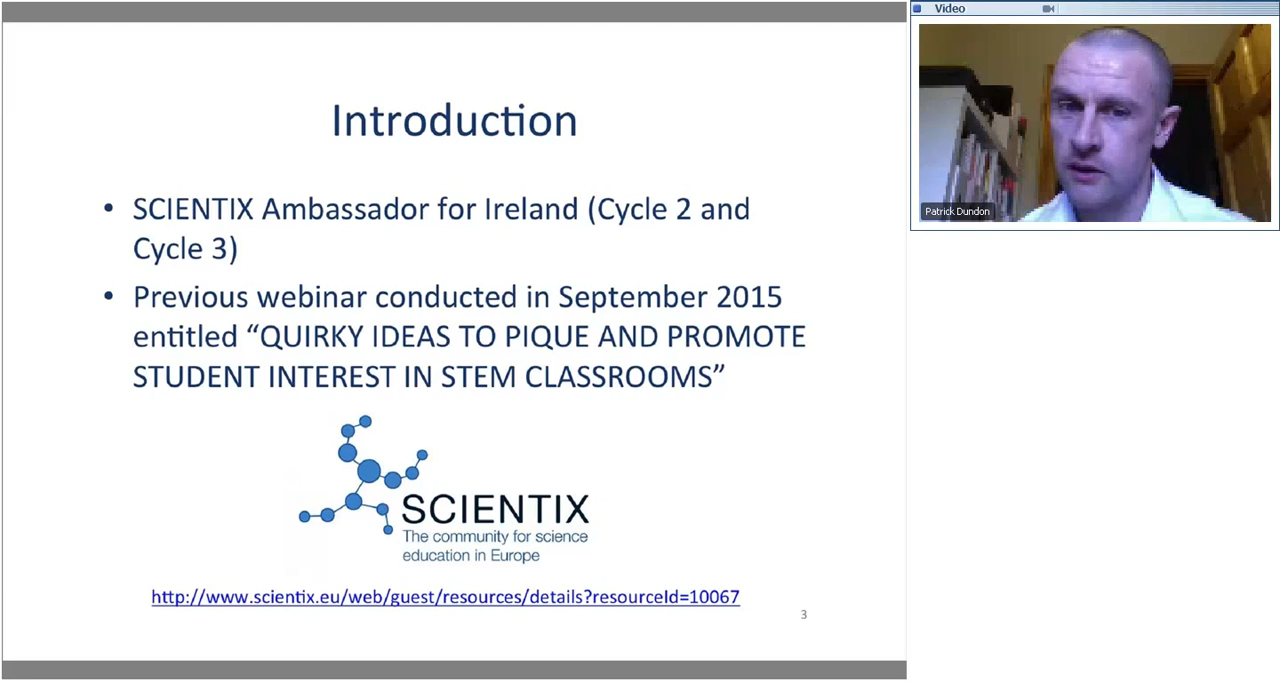 Introduction
• SCIENTIX Ambassador for Ireland (Cycle 2 and
Cycle 3)
• Previous webinar conducted in September 2015
entitled “QUIRKY IDEAS TO PIQUE AND PROMOTE
STUDENT INTEREST IN STEM CLASSROOMS”
SCIENTIX
The community for science
education in Europe
http://www.scientix.eu/web/guest/resources/details?resourceId=10067
3
Video
Patrick Dundon